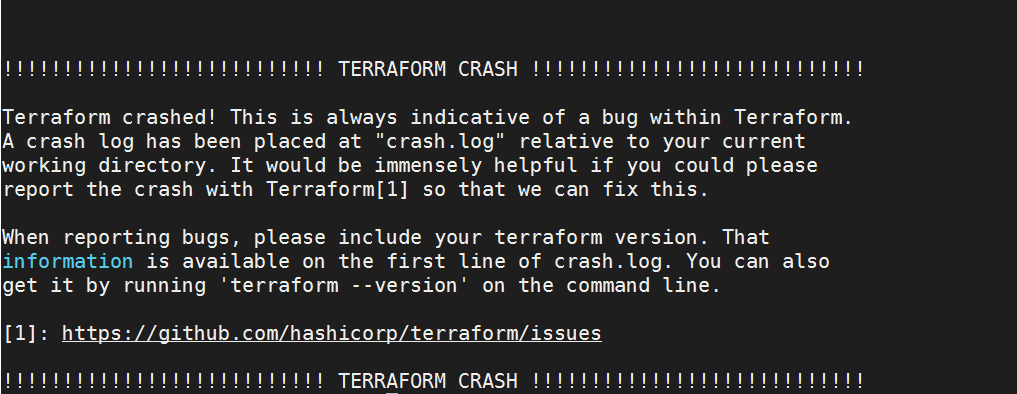 !!!!!!!!!!!!!!!!!!!!!!!!!!! TERRAFORM CRASH !!!!!!!!!!!!!!!!!!!!!!!!!!!!
Terraform crashed! This is always indicative of a bug within Terraform.
A crash log has been placed at "crash.log" relative to your current
working directory. It would be immensely helpful if you could please
report the crash with Terraform[1] so that we can fix this.
When reporting bugs, please include your terraform version. That
information is available on the first line of crash.log. You can also
get it by running 'terraform --version' on the command line.
[1]: https://github.com/hashicorp/terraform/issues
!!!!!!!!!!!!!!!!!!!!!!!!!!! TERRAFORM CRASH !!!!!!!!!!!!!!!!!!!!!!!!!!!!